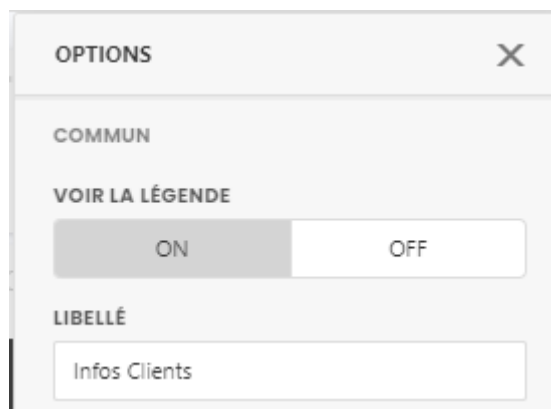 OPTIONS
COMMUN
VOIR LA LÉGENDE
ON OFF
LIBELLÉ
Infos Clients